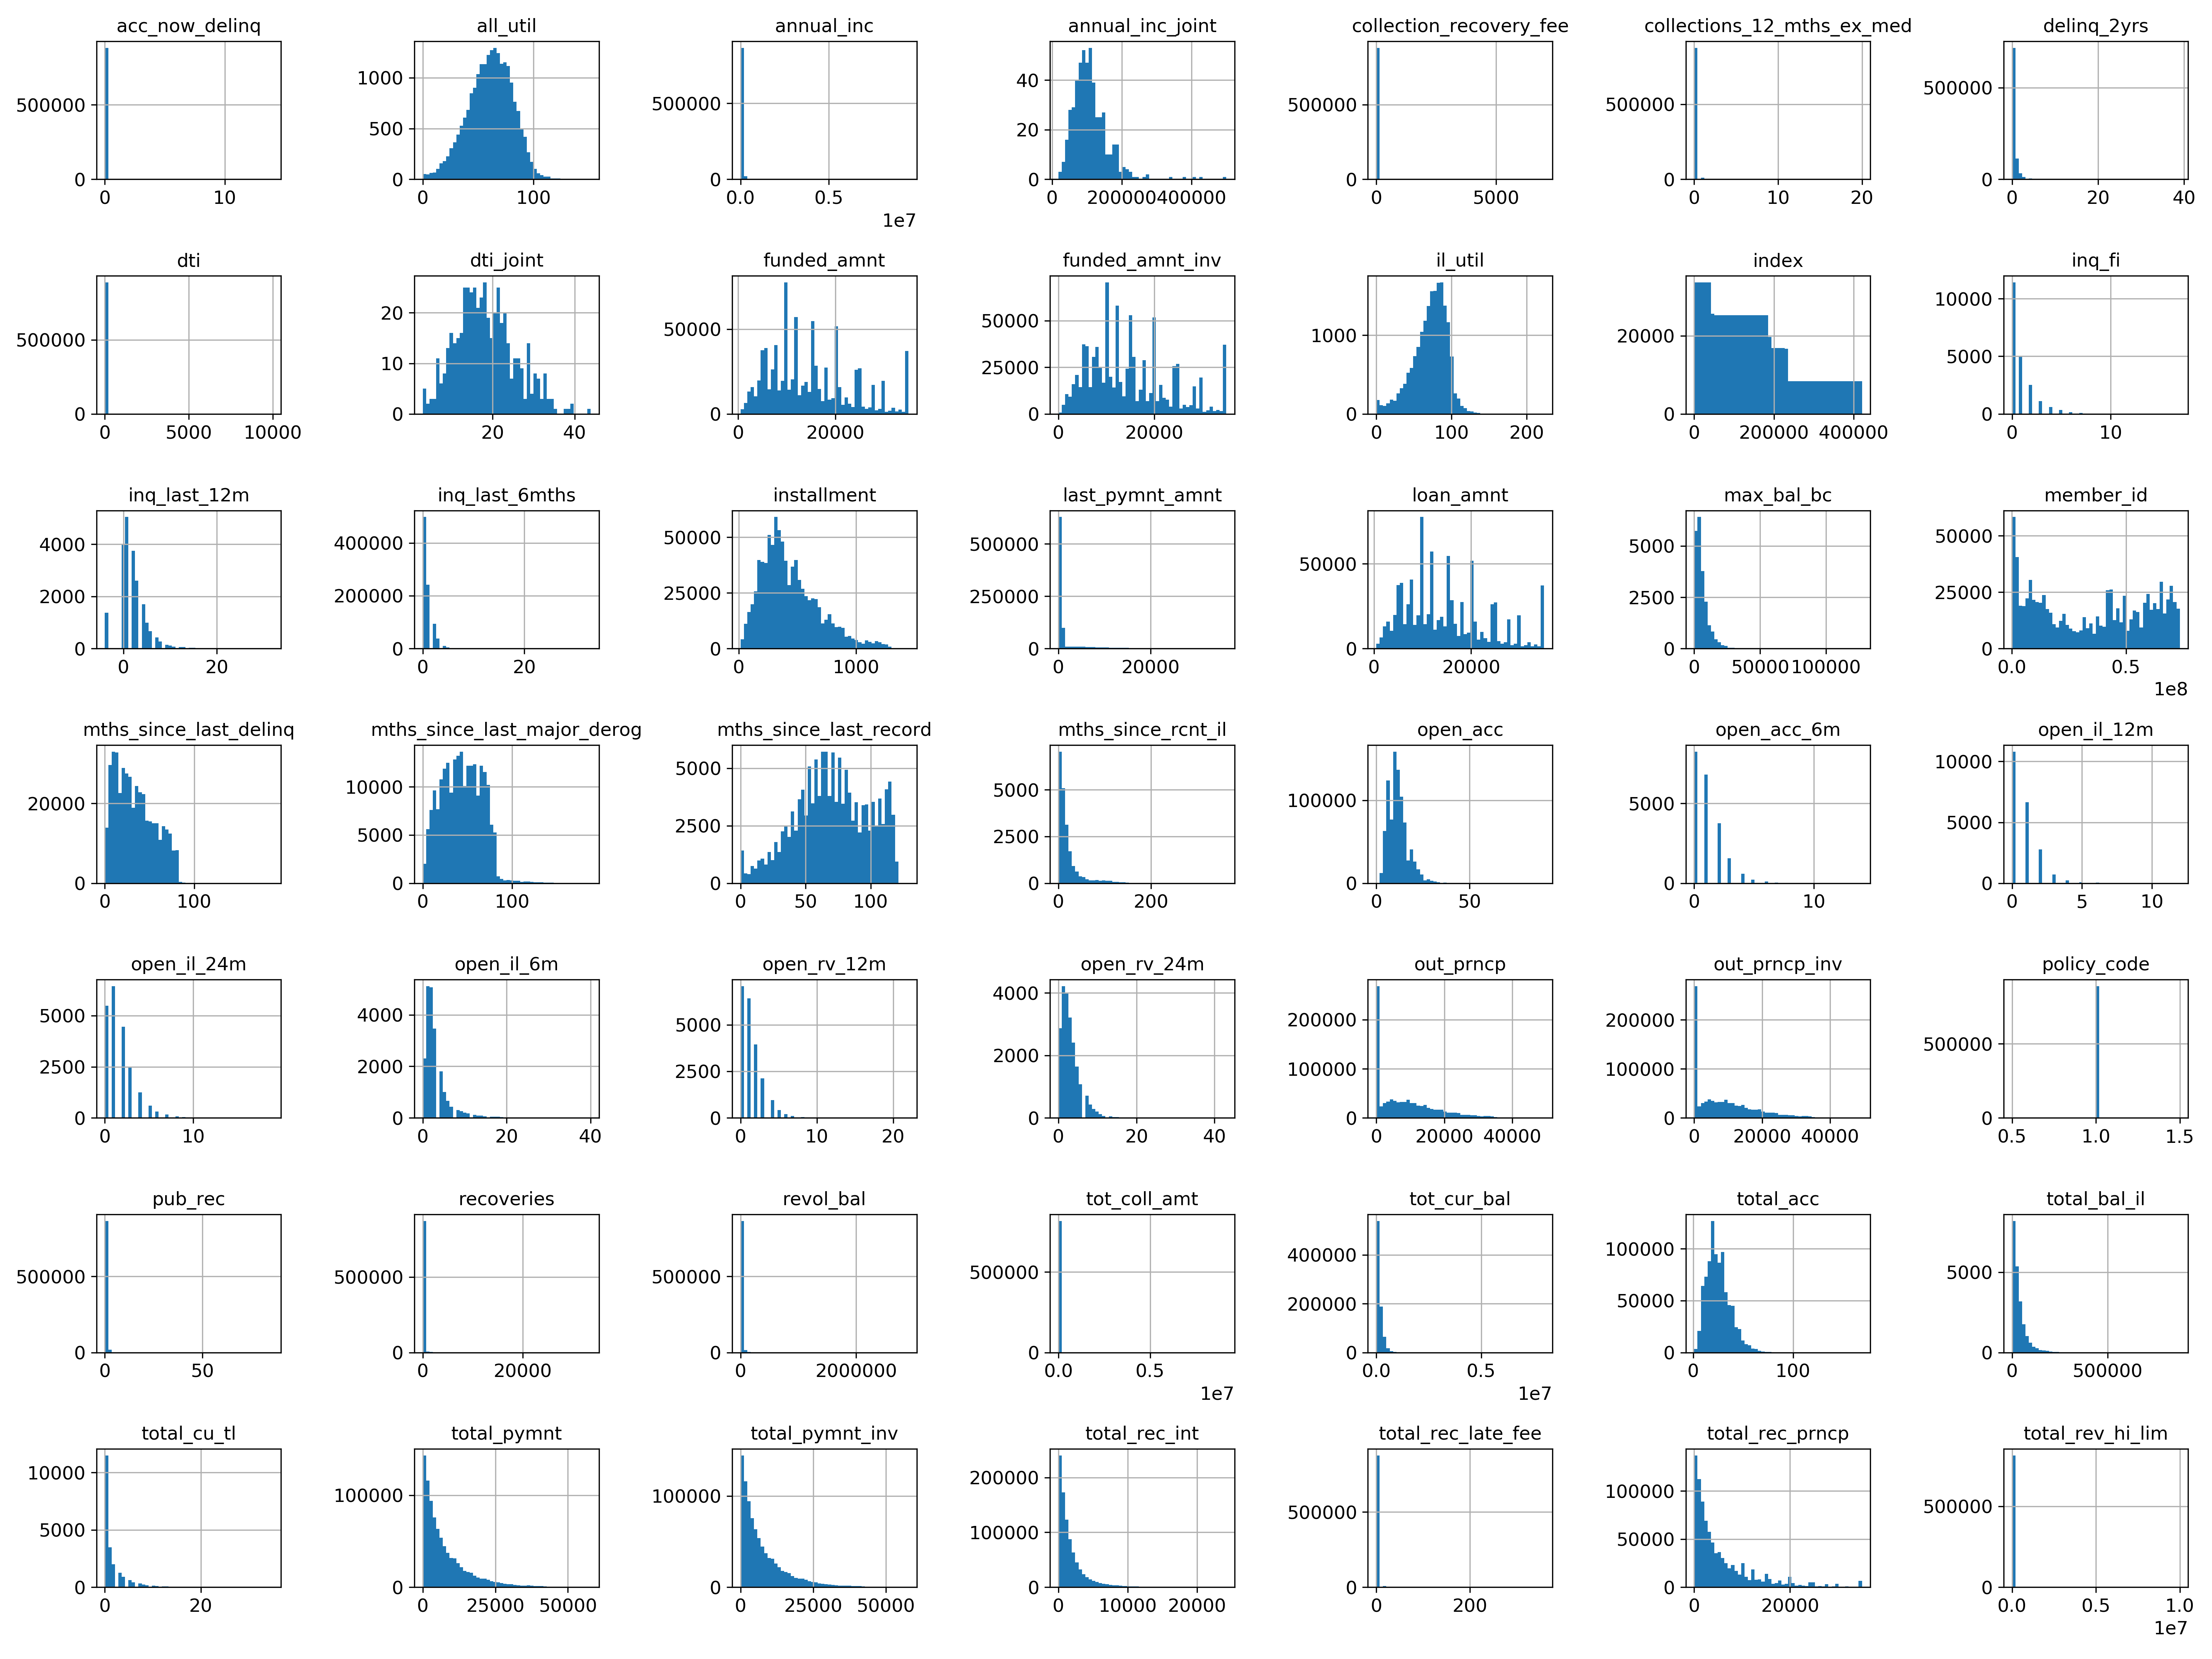 acc_now_delinq all_util annual_inc annual_inc_joint collection_recovery_fee collections_12_mths_ex_med delinq_2yrs
500000 0 0 10
1000 500 0 0 100
500000 0 0.0 0.5 1e7
40 20 0 0 200000 400000
500000 0 0 5000
500000 0 0 10 20
500000 0 0 20 40
dti dti_joint funded_amnt funded_amnt_inv il_util index inq_fi
500000 0 0 5000 10000
20 10 0 20 40
50000 0 0 20000
50000 25000 0 0 20000
1000 0 0 100 200
20000 0 0 200000 400000
10000 5000 0 0 10
inq_last_12m inq_last_6mths installment last_pymnt_amnt loan_amnt max_bal_bc member_id
4000 2000 0 0 20
400000 200000 0 0 20
50000 25000 0 0 1000
500000 250000 0 0 20000
50000 0 0 20000
5000 2500 0 0 50000 100000
50000 25000 0 0.0 0.5 1e8
mths_since_last_delinq mths_since_last_major_derog mths_since_last_record mths_since_rcnt_il open_acc open_acc_6m open_il_12m
20000 0 0 100
10000 5000 0 0 100
5000 2500 0 0 50 100
5000 2500 0 0 200
100000 0 0 50
5000 0 0 10
10000 5000 0 0 5 10
open_il_24m open_il_6m open_rv_12m open_rv_24m out_prncp out_prncp_inv policy_code
5000 2500 0 0 10
4000 2000 0 0 20 40
5000 2500 0 0 10 20
4000 2000 0 0 20 40
200000 100000 0 0 20000 40000
200000 100000 0 0 20000 40000
500000 0 0.5 1.0 1.5
pub_rec recoveries revol_bal tot_coll_amt tot_cur_bal total_acc total_bal_il
500000 0 0 50
500000 0 0 20000
500000 0 0 2000000
500000 0 0.0 0.5 1e7
400000 200000 0 0.0 0.5 1e7
100000 50000 0 0 100
5000 0 0 500000
total_cu_tl total_pymnt total_pymnt_inv total_rec_int total_rec_late_fee total_rec_prncp total_rev_hi_lim
10000 5000 0 0 20
100000 0 0 25000 50000
100000 0 0 25000 50000
200000 100000 0 0 10000 20000
500000 0 0 200
100000 50000 0 0 20000
500000 0 0.0 0.5 1.0 1e7